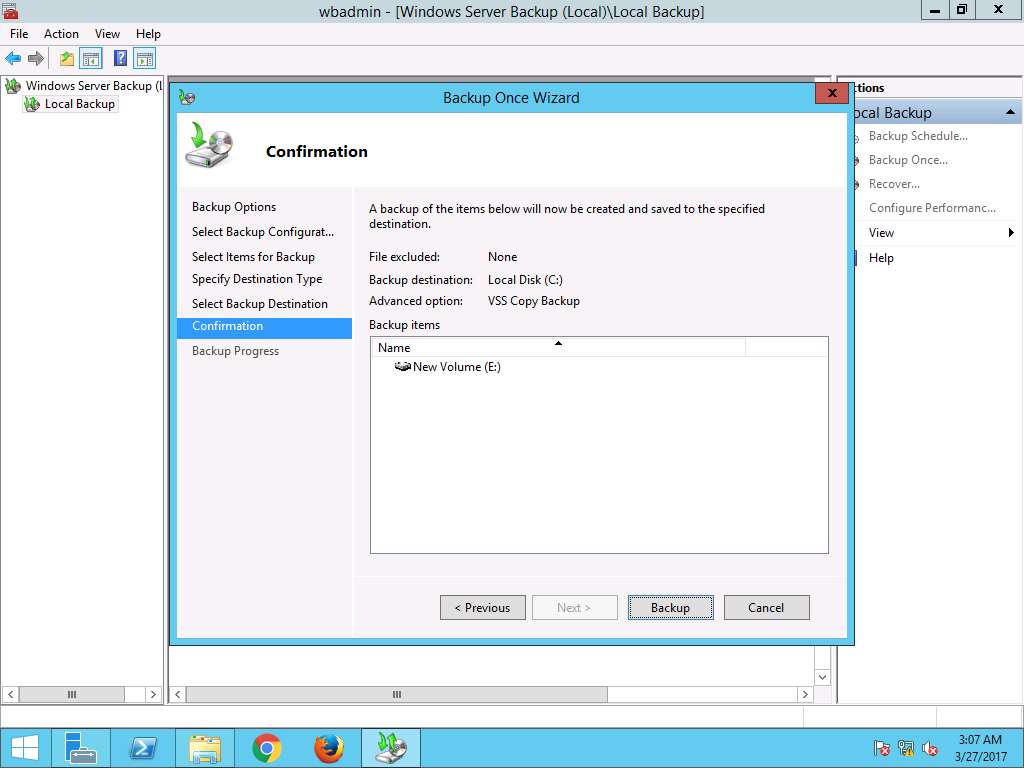 wbadmin - [Windows Server Backup (Local)\Local Backup]
File Action View Help
Windows Server Backup (L
Local Backup
Backup Once Wizard
Confirmation
Backup Options
Select Backup Configurat...
Select Items for Backup
Specify Destination Type
Select Backup Destination
Confirmation
Backup Progress
A backup of the items below will now be created and saved to the specified
destination.
File excluded: None
Backup destination: Local Disk (C:)
Advanced option: VSS Copy Backup
Backup items
Name
New Volume (E:)
< Previous Next > Backup Cancel
ctions
ocal Backup
Backup Schedule...
Backup Once...
Recover...
Configure Performanc...
View
Help
3:07 AM
3/27/2017